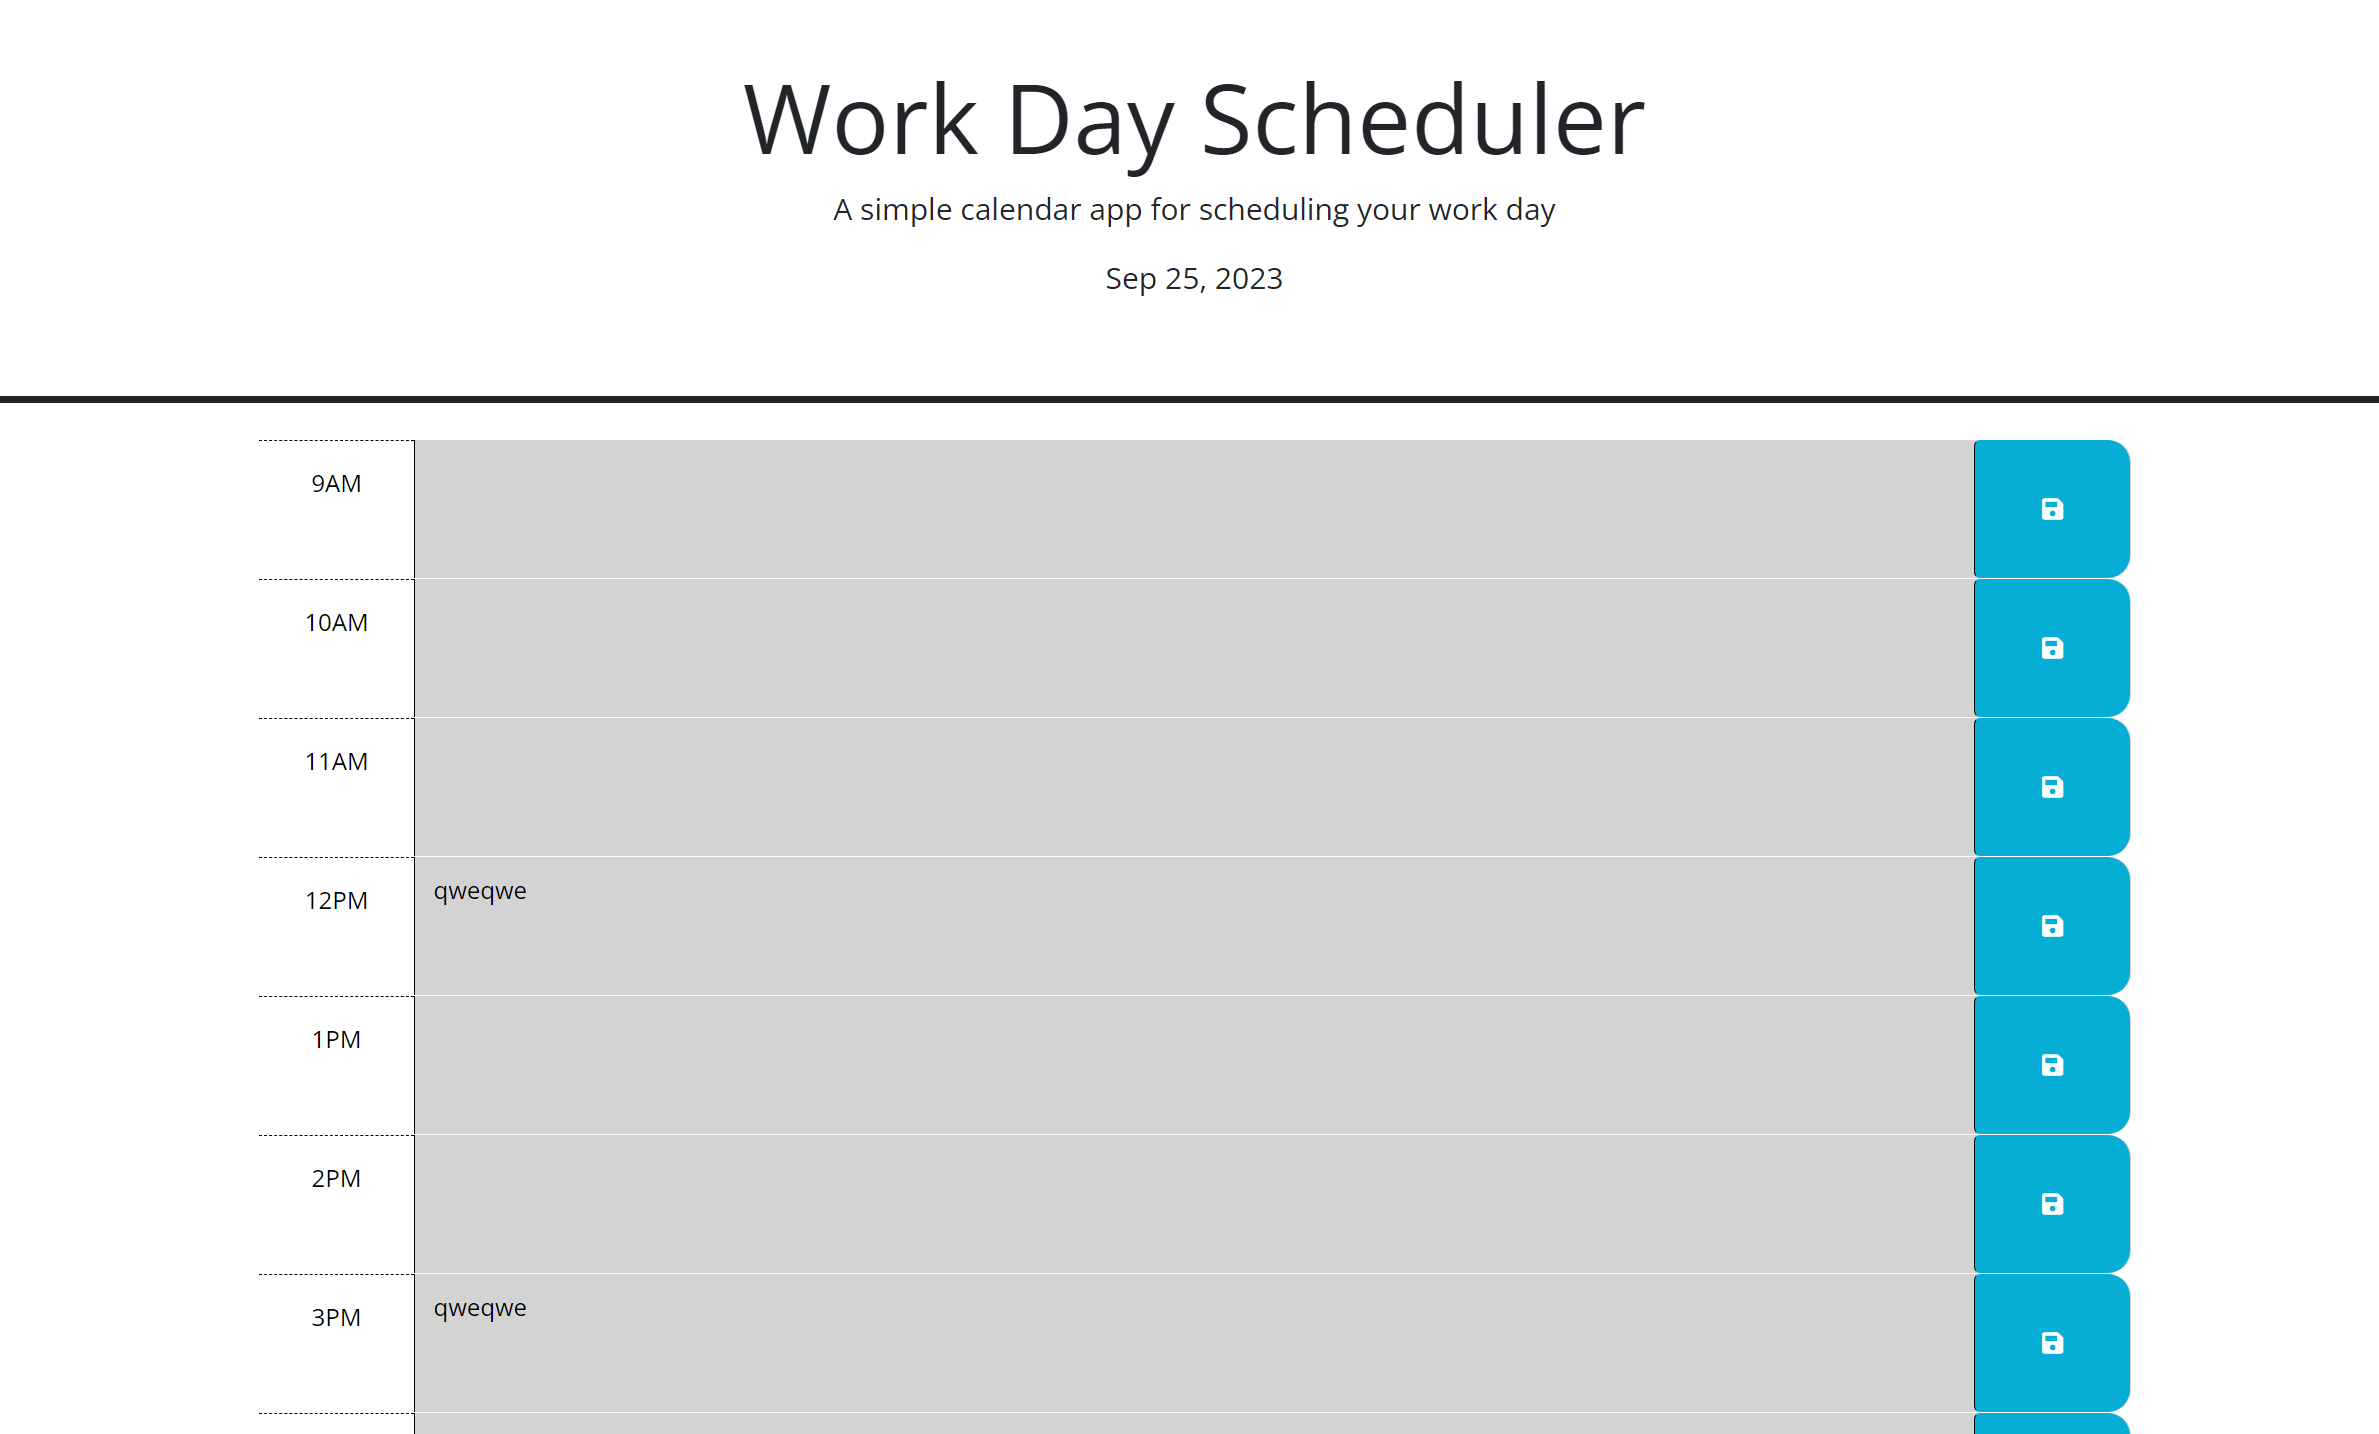 Work Day Scheduler
A simple calendar app for scheduling your work day
Sep 25, 2023
9AM
10AM
11AM
12PM
qweqwe
1PM
2PM
3PM
qweqwe